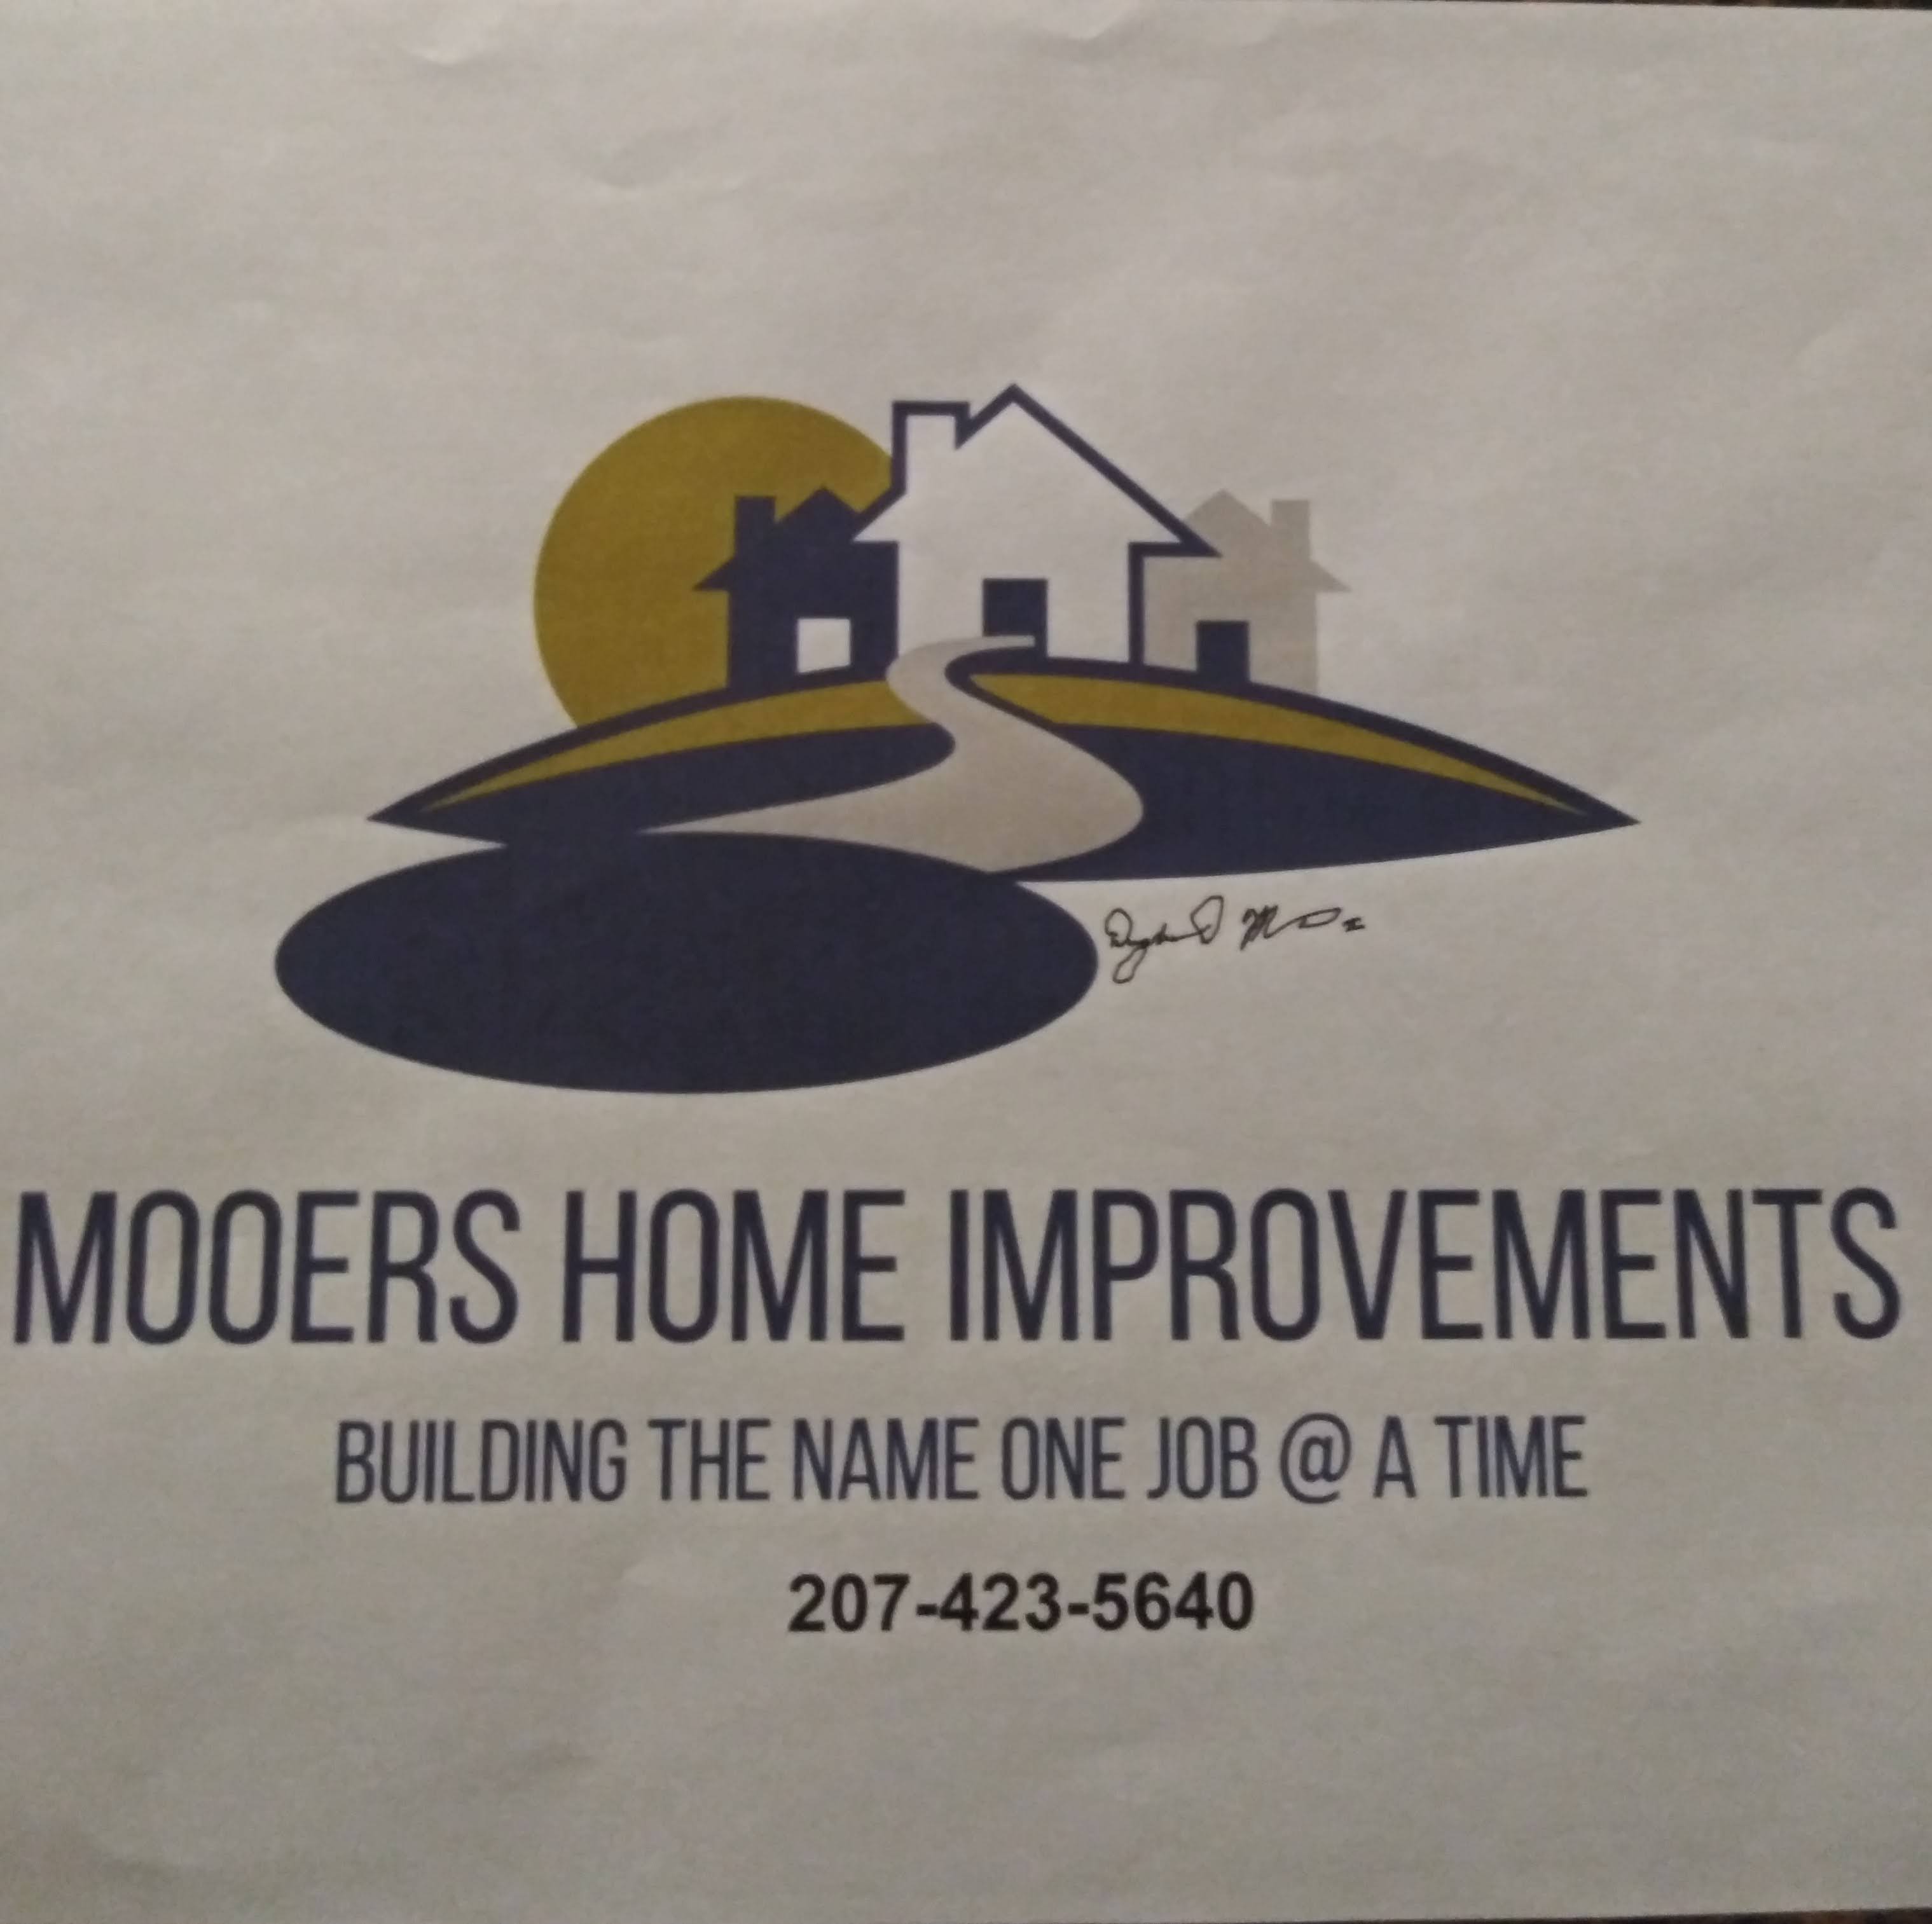 MOOERS HOME IMPROVEMENTS
BUILDING THE NAME ONE JOB @ A TIME
207-423-5640